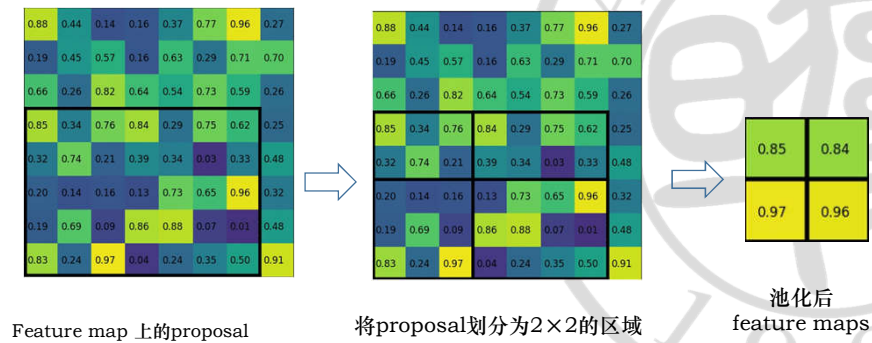 0.88 0.44 0.14 0.16 0.37 0.77 0.96 0.27
0.19 0.45 0.57 0.16 0.63 0.29 0.71 0.70
0.66 0.26 0.82 0.64 0.54 0.73 0.59 0.26
0.85 0.34 0.76 0.84 0.29 0.75 0.62 0.25
0.32 0.74 0.21 0.39 0.34 0.03 0.33 0.48
0.20 0.14 0.16 0.13 0.73 0.65 0.96 0.32
0.19 0.69 0.09 0.86 0.88 0.07 0.01 0.48
0.83 0.24 0.97 0.04 0.24 0.35 0.50 0.91
Feature map 上的proposal
0.88 0.44 0.14 0.16 0.37 0.77 0.96 0.27
0.19 0.45 0.57 0.16 0.63 0.29 0.71 0.70
0.66 0.26 0.82 0.64 0.54 0.73 0.59 0.26
0.85 0.34 0.76 0.84 0.29 0.75 0.62 0.25
0.32 0.74 0.21 0.39 0.34 0.03 0.33 0.48
0.20 0.14 0.16 0.13 0.73 0.65 0.96 0.32
0.19 0.69 0.09 0.86 0.88 0.07 0.01 0.48
0.83 0.24 0.97 0.04 0.24 0.35 0.50 0.91
将proposal划分为2×2的区域
0.85 0.84
0.97 0.96
池化后
feature maps